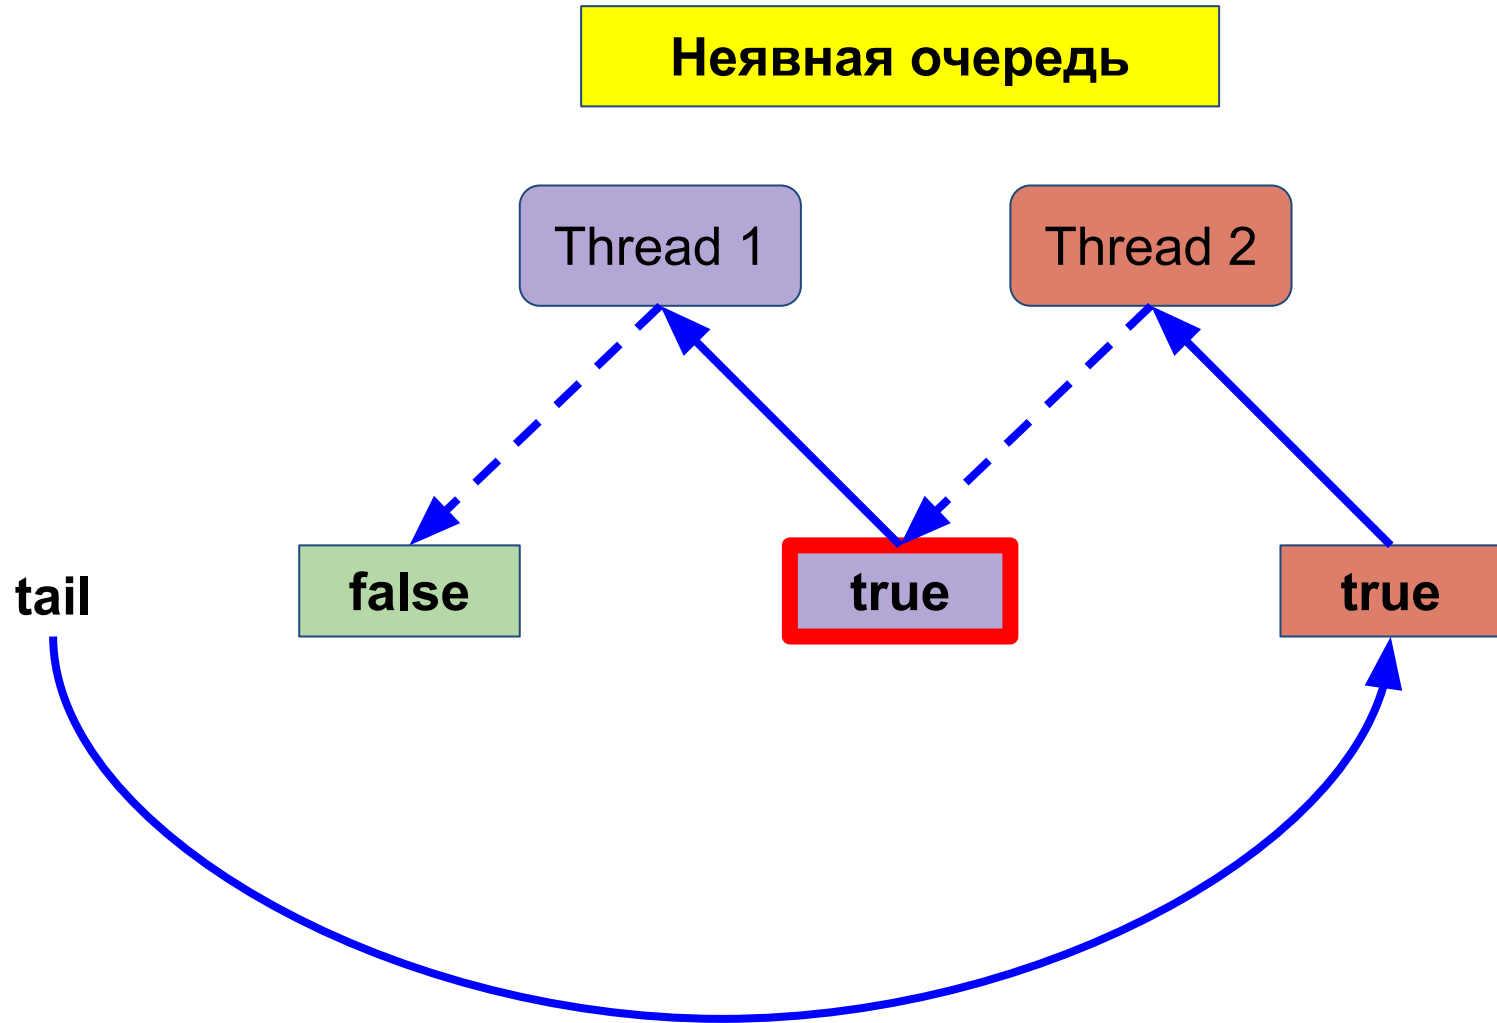 Неявная очередь
Thread 1
Thread 2
tail
false
true
true